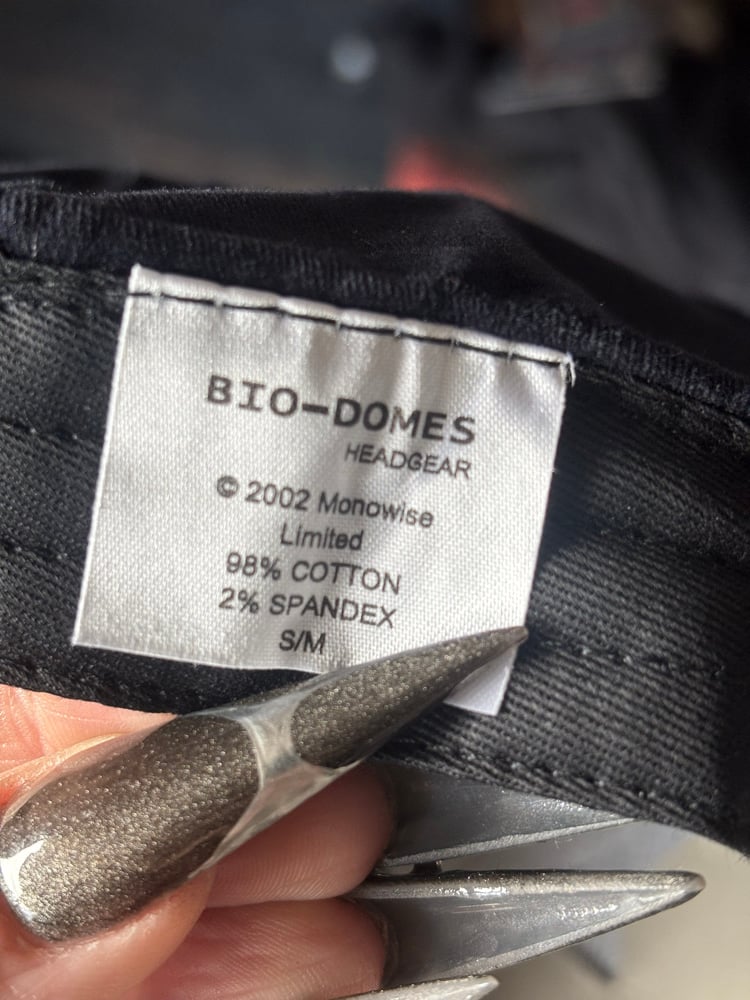 BIO-DOMES
HEADGEAR
© 2002 Monowise
Limited
98% COTTON
2% SPANDEX
S/M